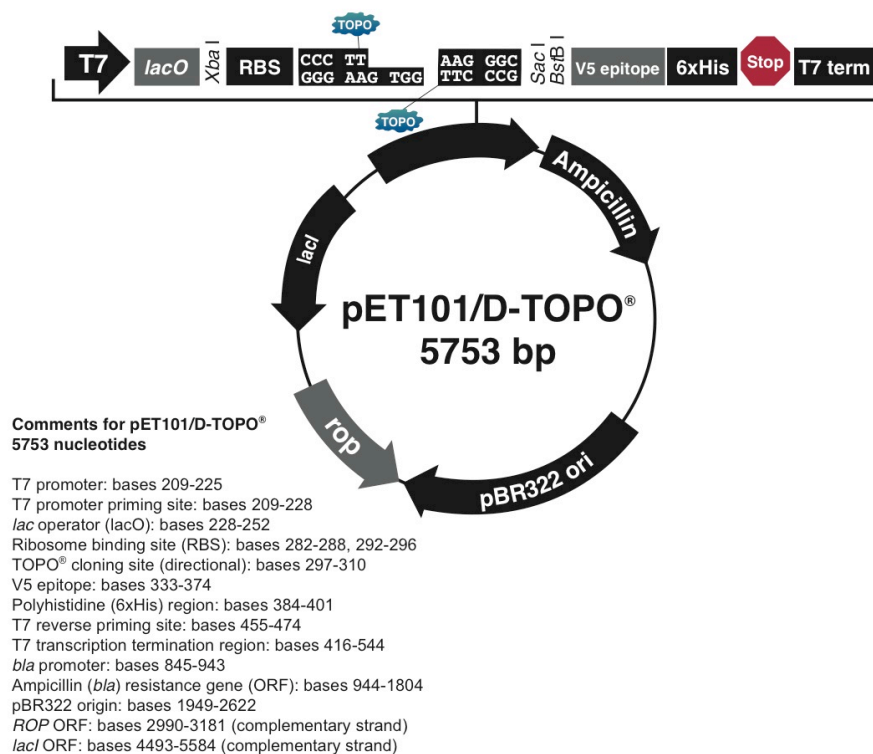 TOPO
T7 lacO Xba I RBS CCC TT AAG GGC Sac I BstB I V5 epitope 6xHis Stop T7 term
GGG AAG TGG TTC CCG
TOPO
Ampicillin
lacI
pET101/D-TOPO®
5753 bp
rop
pBR322 ori
Comments for pET101/D-TOPO®
5753 nucleotides
T7 promoter: bases 209-225
T7 promoter priming site: bases 209-228
lac operator (lacO): bases 228-252
Ribosome binding site (RBS): bases 282-288, 292-296
TOPO® cloning site (directional): bases 297-310
V5 epitope: bases 333-374
Polyhistidine (6xHis) region: bases 384-401
T7 reverse priming site: bases 455-474
T7 transcription termination region: bases 416-544
bla promoter: bases 845-943
Ampicillin (bla) resistance gene (ORF): bases 944-1804
pBR322 origin: bases 1949-2622
ROP ORF: bases 2990-3181 (complementary strand)
lacI ORF: bases 4493-5584 (complementary strand)